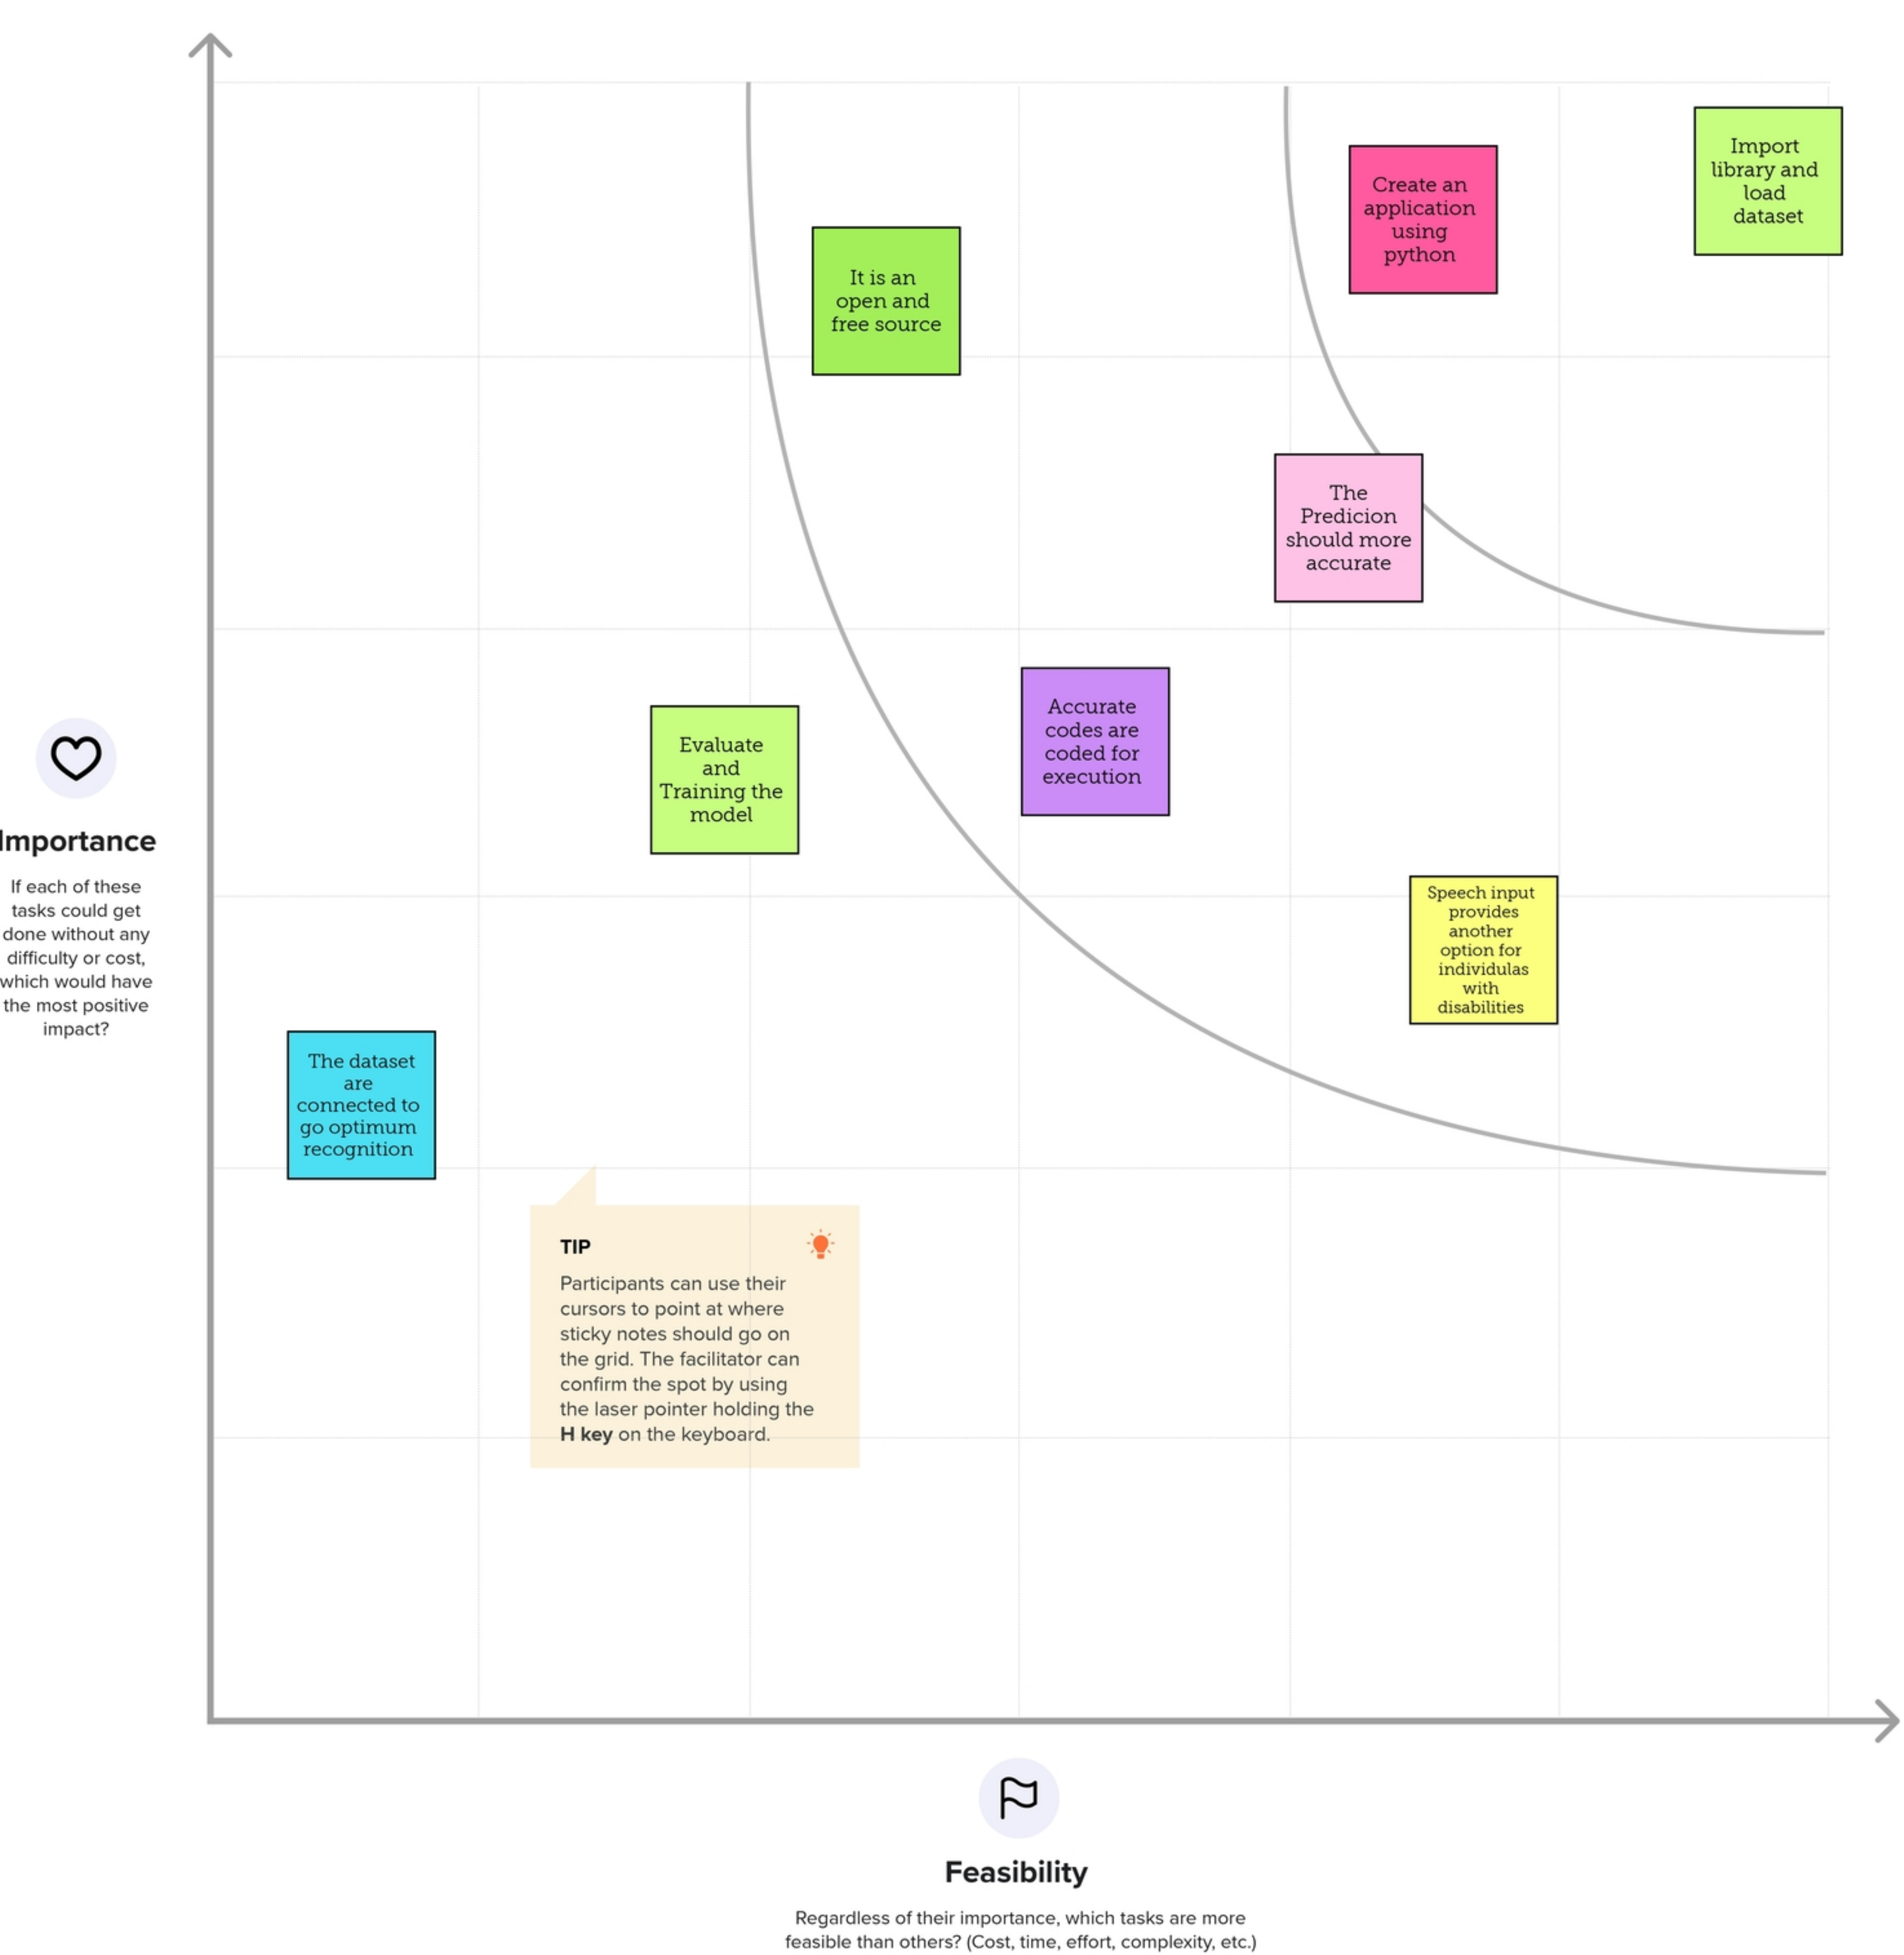 Import
library and
load
dataset
Create an
application
using
python
It is an
open and
free source
The
Predicion
should more
accurate
Accurate
codes are
coded for
execution
Evaluate
and
Training the
model
Speech input
provides
another
option for
individulas
with
disabilities
Importance
If each of these
tasks could get
done without any
difficulty or cost,
which would have
the most positive
impact?
The dataset
are
connected to
go optimum
recognition
TIP
Participants can use their
cursors to point at where
sticky notes should go on
the grid. The facilitator can
confirm the spot by using
the laser pointer holding the
H key on the keyboard.
Feasibility
Regardless of their importance, which tasks are more
feasible than others? (Cost, time, effort, complexity, etc.)